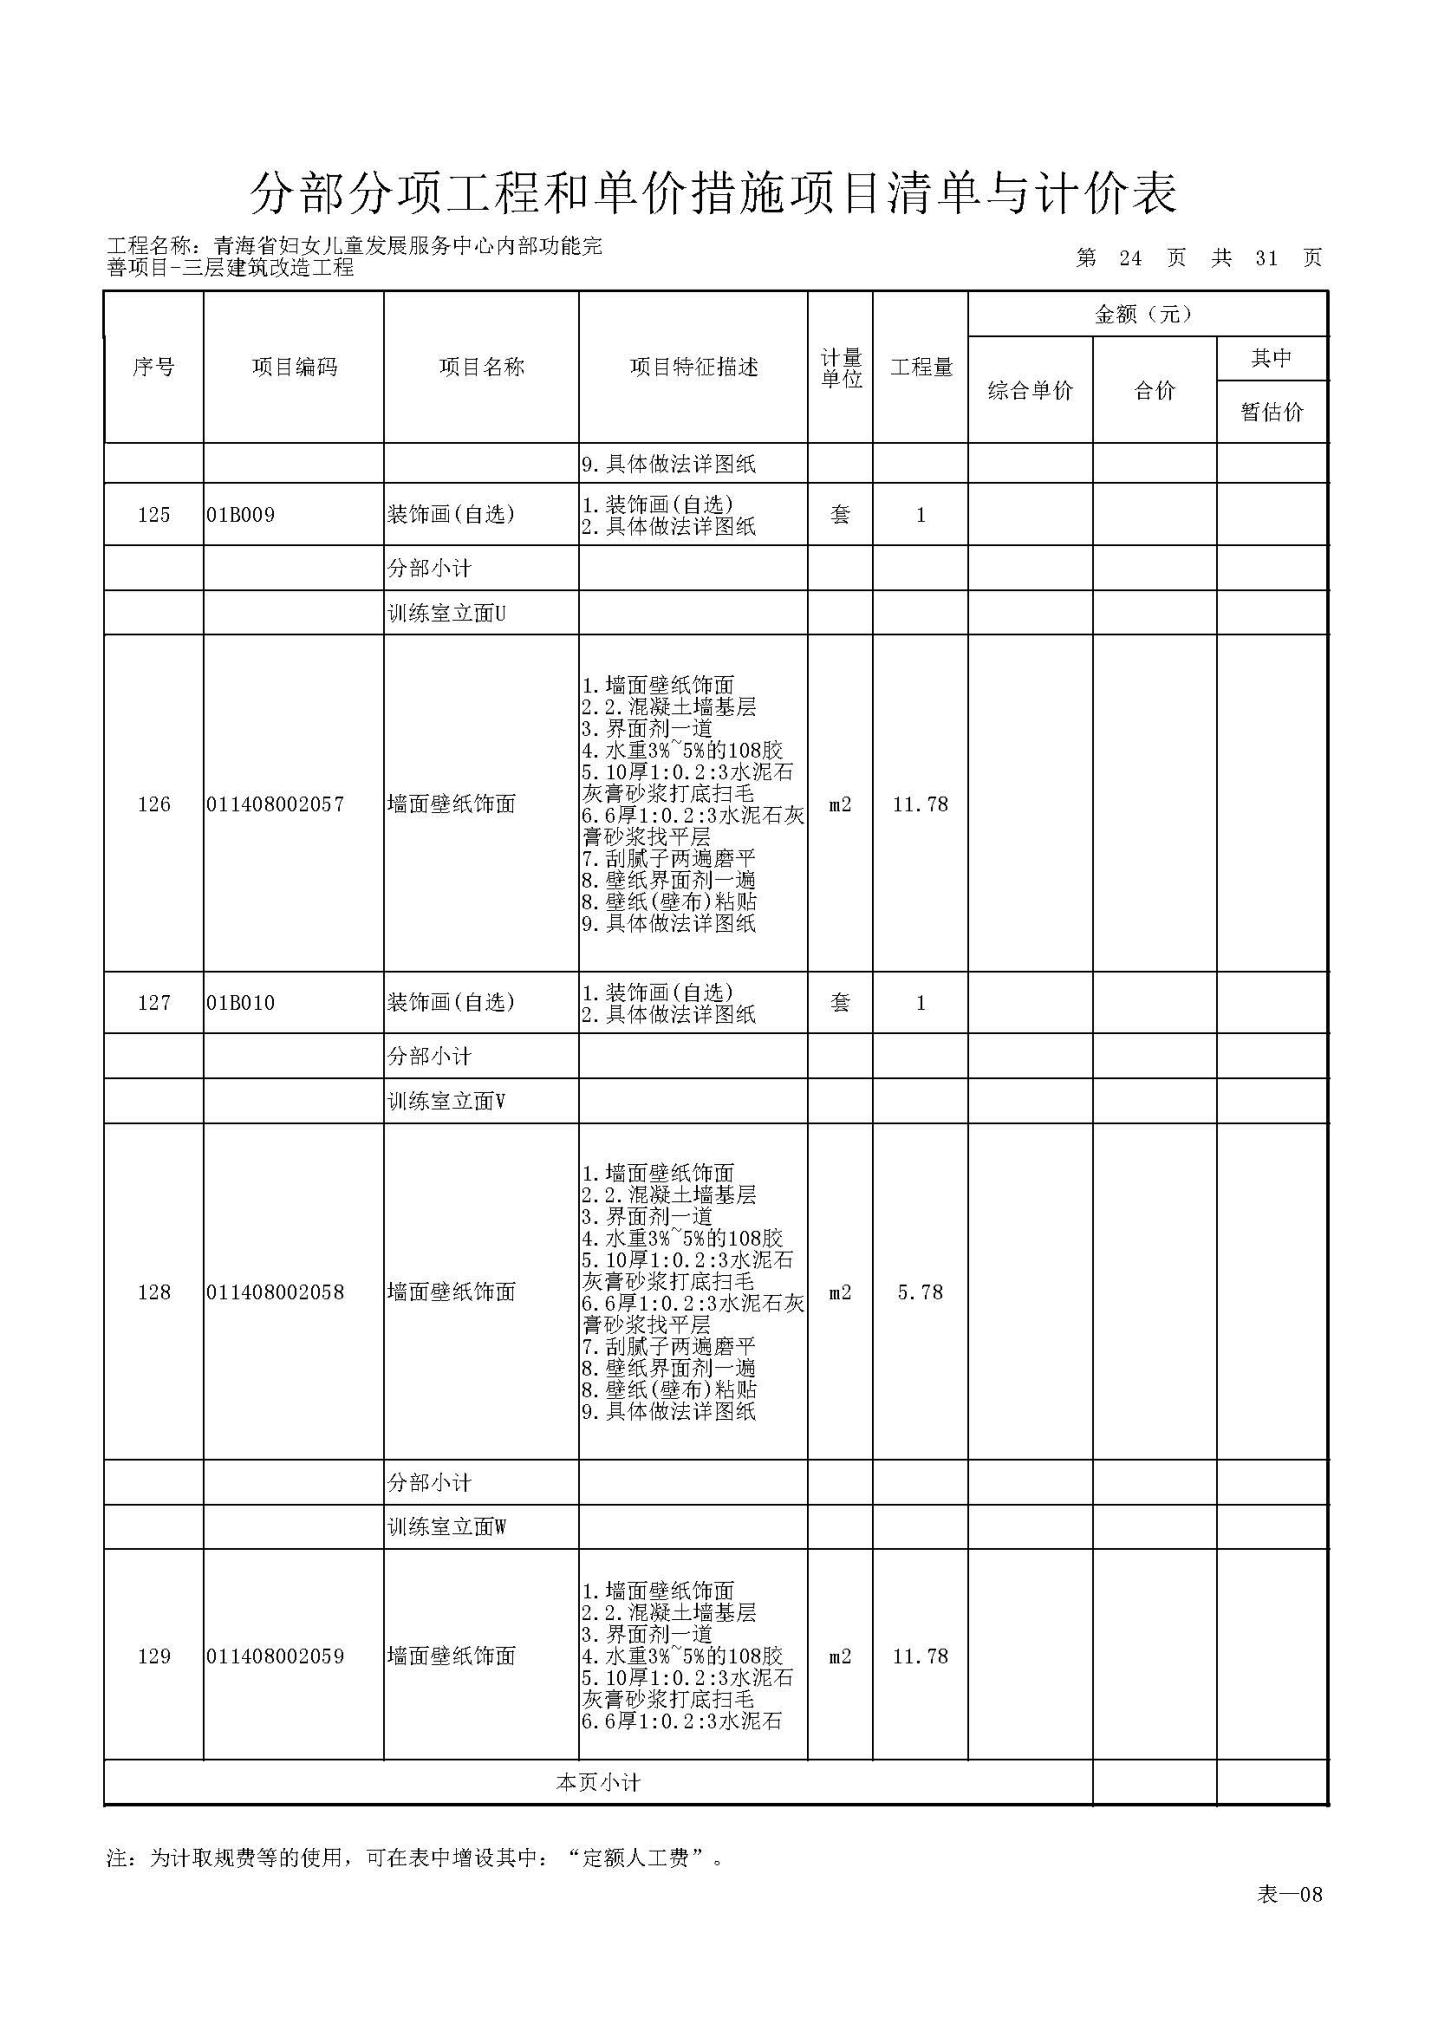 分部分项工程和单价措施项目清单与计价表
工程名称：青海省妇女儿童发展服务中心内部功能完
善项目-三层建筑改造工程
第 24 页 共 31 页
序号 项目编码 项目名称 项目特征描述 计量单位 工程量 金额（元）
综合单价 合价 其中
暂估价
9.具体做法详图纸
125 01B009 装饰画(自选) 1.装饰画(自选)
2.具体做法详图纸 套 1
分部小计
训练室立面U
126 011408002057 墙面壁纸饰面 m2 11.78
1.墙面壁纸饰面
2.2.混凝土墙基层
3.界面剂一道
4.水重3%~5%的108胶
5.10厚1:0.2:3水泥石
灰膏砂浆打底扫毛
6.6厚1:0.2:3水泥石灰
膏砂浆找平层
7.刮腻子两遍磨平
8.壁纸界面剂一遍
8.壁纸(壁布)粘贴
9.具体做法详图纸
127 01B010 装饰画(自选) 1.装饰画(自选)
2.具体做法详图纸 套 1
分部小计
训练室立面V
128 011408002058 墙面壁纸饰面 m2 5.78
1.墙面壁纸饰面
2.2.混凝土墙基层
3.界面剂一道
4.水重3%~5%的108胶
5.10厚1:0.2:3水泥石
灰膏砂浆打底扫毛
6.6厚1:0.2:3水泥石灰
膏砂浆找平层
7.刮腻子两遍磨平
8.壁纸界面剂一遍
8.壁纸(壁布)粘贴
9.具体做法详图纸
分部小计
训练室立面W
129 011408002059 墙面壁纸饰面 m2 11.78
1.墙面壁纸饰面
2.2.混凝土墙基层
3.界面剂一道
4.水重3%~5%的108胶
5.10厚1:0.2:3水泥石
灰膏砂浆打底扫毛
6.6厚1:0.2:3水泥石
本页小计
注：为计取规费等的使用，可在表中增设其中：“定额人工费”。
表—08